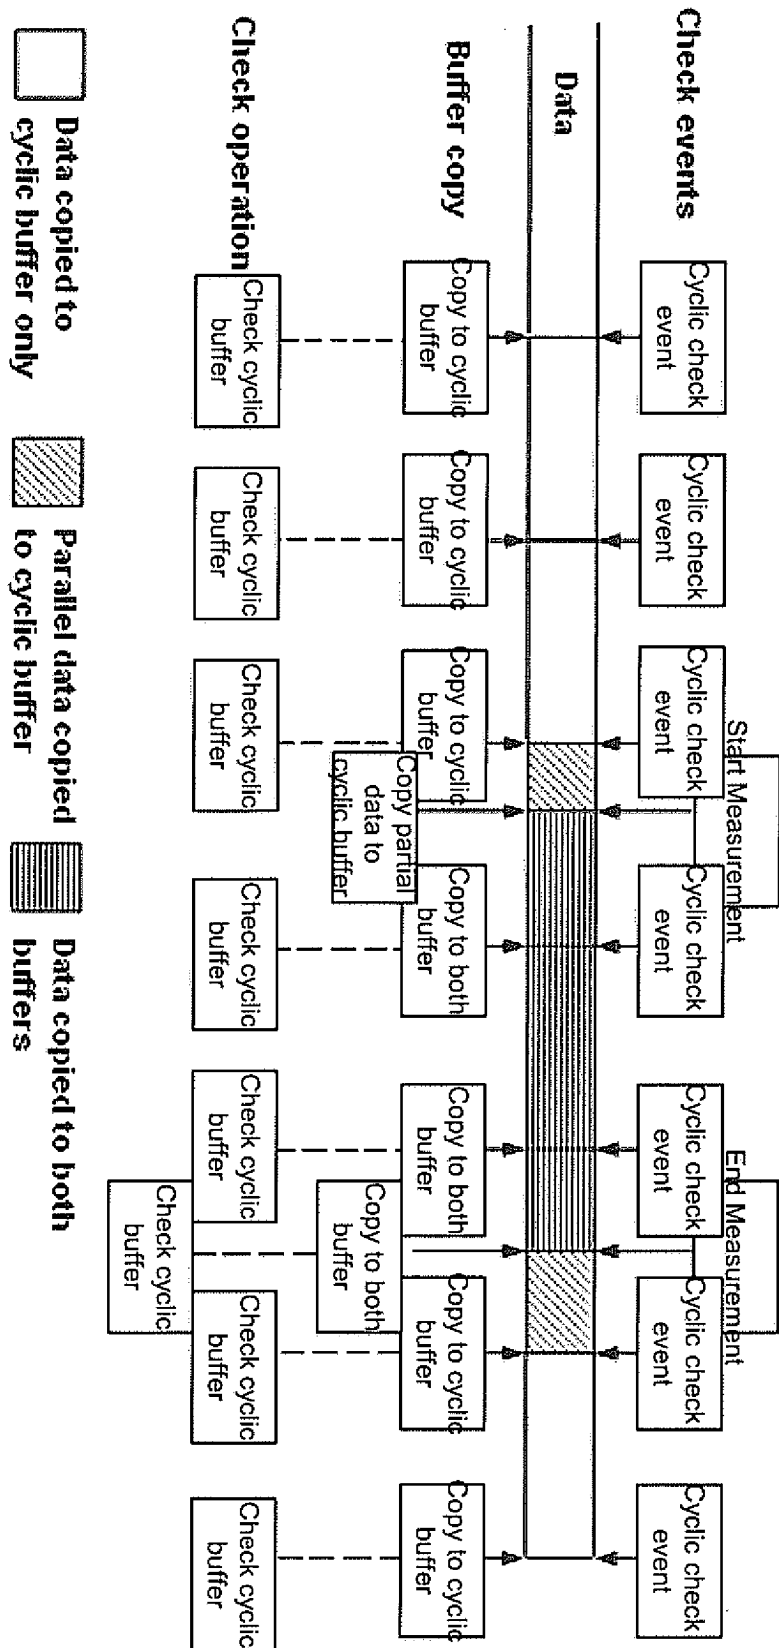 Start Measurement
End Measurement
Check events
Cyclic check
event
Cyclic check
event
Cyclic check
event
Cyclic check
event
Cyclic check
event
Cyclic check
event
Cyclic check
event
Data
Buffer copy
Copy to cyclic
buffer
Copy to cyclic
buffer
Copy to cyclic
buffer
Copy to both
buffer
Copy to both
buffer
Copy to cyclic
buffer
Copy to cyclic
buffer
Copy partial
data to
cyclic buffer
Copy to both
buffer
Check operation
Check cyclic
buffer
Check cyclic
buffer
Check cyclic
buffer
Check cyclic
buffer
Check cyclic
buffer
Check cyclic
buffer
Check cyclic
buffer
Check cyclic
buffer
Data copied to
cyclic buffer only
Parallel data copied
to cyclic buffer
Data copied to both
buffers